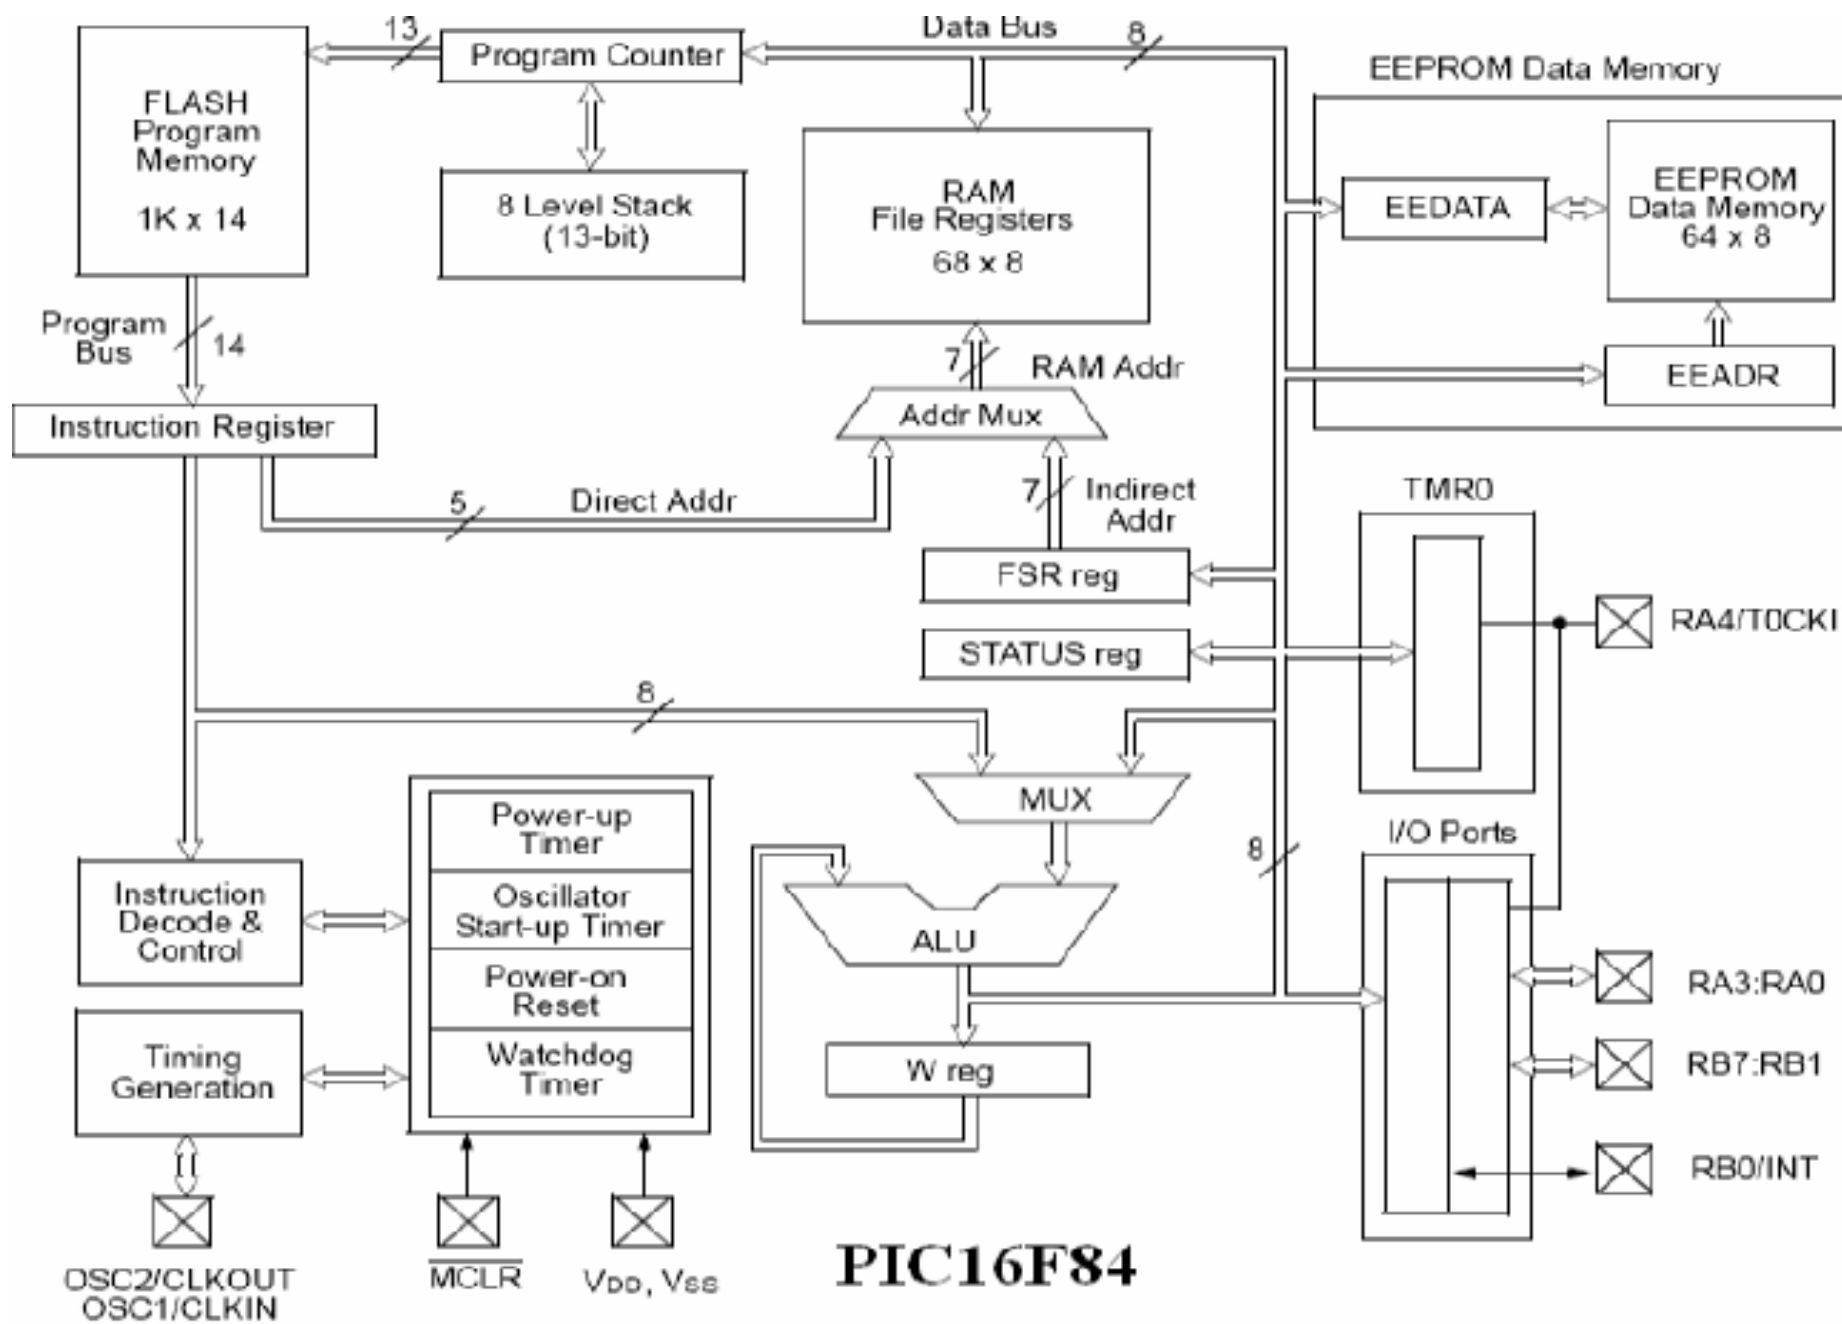 13
Program Counter
Data Bus
8
EEPROM Data Memory
FLASH
Program
Memory
1K x 14
8 Level Stack
(13-bit)
RAM
File Registers
68 x 8
EEDATA
EEPROM
Data Memory
64 x 8
EEADR
Program
Bus
14
7
RAM Addr
Addr Mux
Instruction Register
5
Direct Addr
7
Indirect
Addr
TMR0
FSR reg
STATUS reg
RA4/T0CKI
8
MUX
Power-up
Timer
Oscillator
Start-up Timer
Power-on
Reset
Watchdog
Timer
Instruction
Decode &
Control
Timing
Generation
ALU
W reg
8
I/O Ports
RA3:RA0
RB7:RB1
RB0/INT
OSC2/CLKOUT
OSC1/CLKIN
MCLR
VDD, VSS
PIC16F84